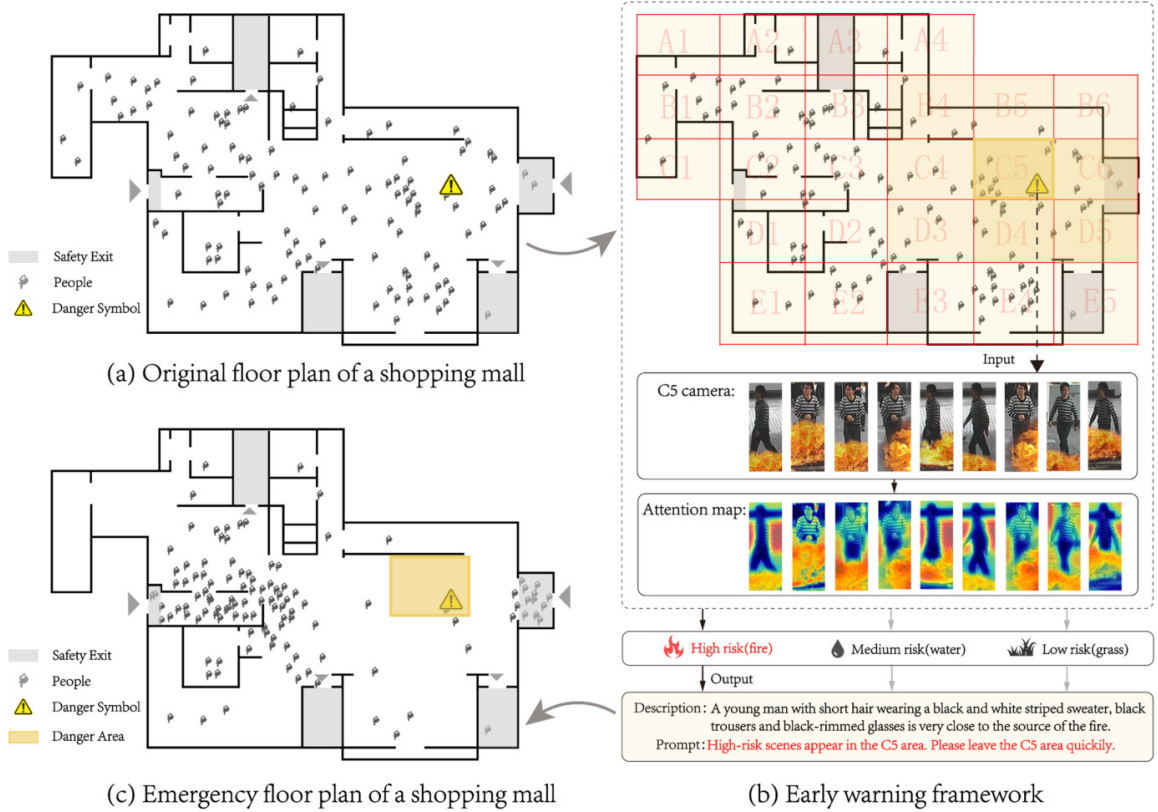 Safety Exit
People
Danger Symbol
(a) Original floor plan of a shopping mall
A1 A2 A3 A4
B1 B2 B3 B4 B5 B6
C1 C2 C3 C4 C5 C6
D1 D2 D3 D4 D5
E1 E2 E3 E4 E5
Input
C5 camera:
Attention map:
High risk(fire) Medium risk(water) Low risk(grass)
Output
Description: A young man with short hair wearing a black and white striped sweater, black
trousers and black-rimmed glasses is very close to the source of the fire.
Prompt: High-risk scenes appear in the C5 area. Please leave the C5 area quickily.
(b) Early warning framework
Safety Exit
People
Danger Symbol
Danger Area
(c) Emergency floor plan of a shopping mall